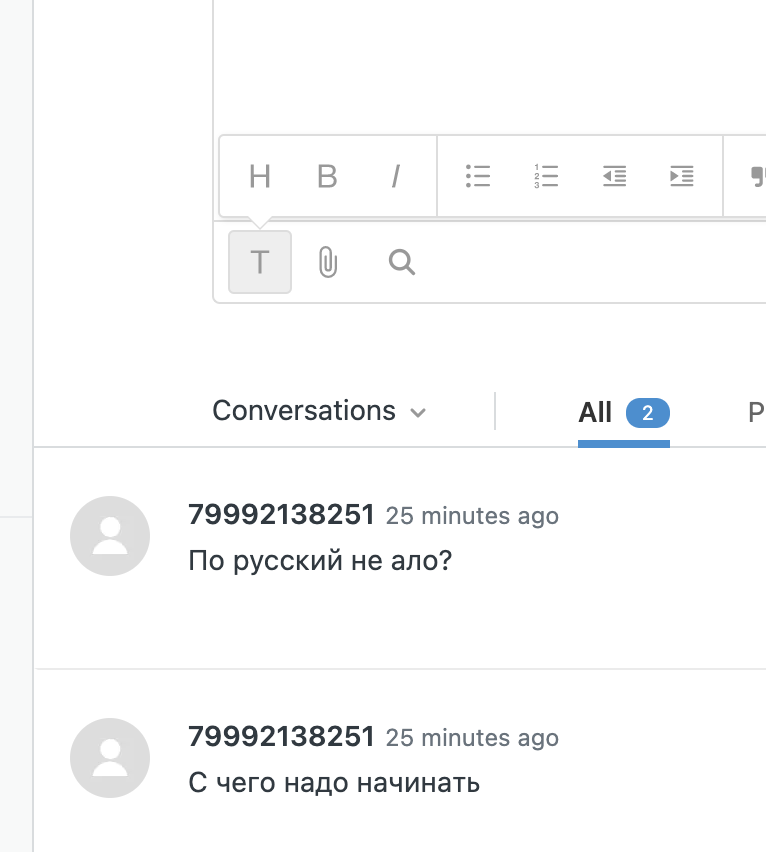 H B I
T
Conversations All 2 P
79992138251 25 minutes ago
По русский не ало?
79992138251 25 minutes ago
С чего надо начинать